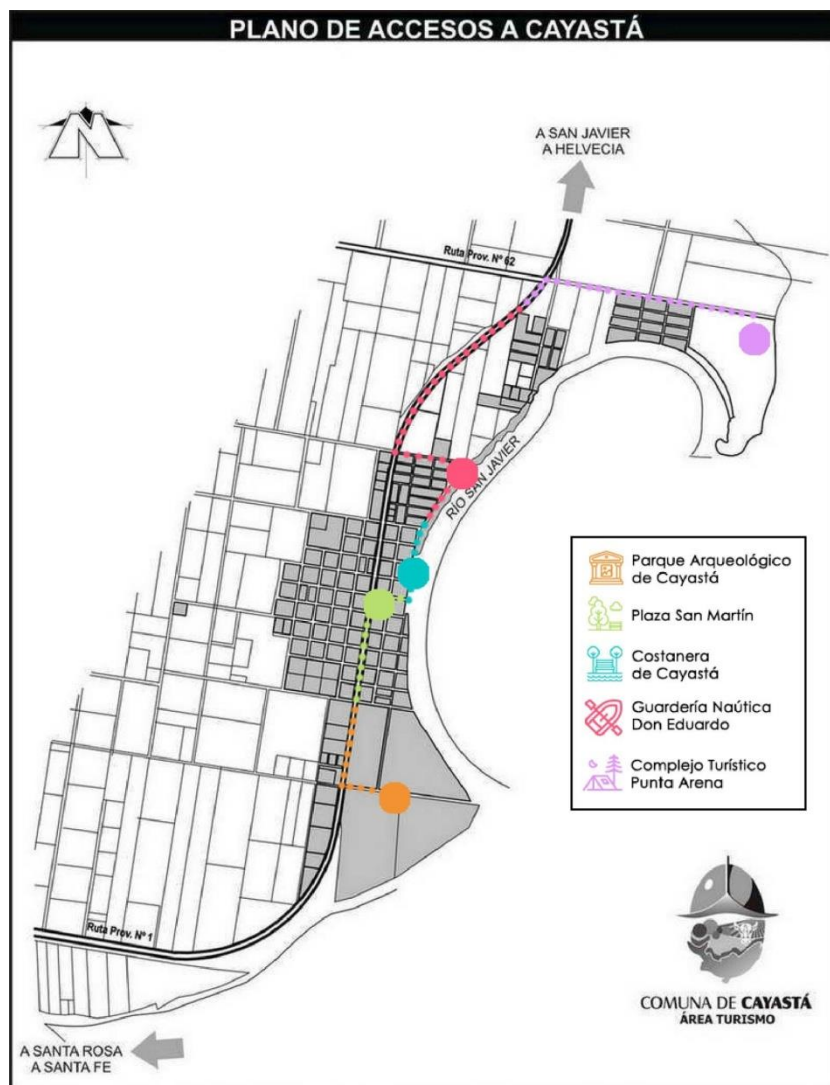 PLANO DE ACCESOS A CAYASTÁ
N
A SAN JAVIER
A HELVECIA
Ruta Prov. Nº 62
RÍO SAN JAVIER
Parque Arqueológico
de Cayastá
Plaza San Martín
Costanera
de Cayastá
Guardería Naútica
Don Eduardo
Complejo Turístico
Punta Arena
Ruta Prov. Nº 1
COMUNA DE CAYASTÁ
ÁREA TURISMO
A SANTA ROSA
A SANTA FE